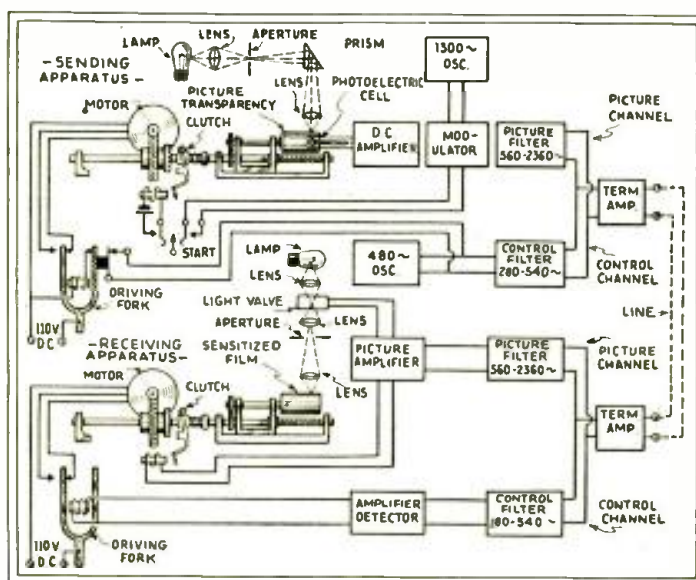 LAMP
LENS
APERTURE
PRISM
1300~
OSC.
-SENDING
APPARATUS-
MOTOR
PICTURE
TRANSPARENCY
CLUTCH
LENS
PHOTOELECTRIC
CELL
D C
AMPLIFIER
MOD-
ULATOR
PICTURE
FILTER
560-2360~
PICTURE
CHANNEL
TERM
AMP.
START
LAMP
480~
OSC
CONTROL
FILTER
280-540~
CONTROL
CHANNEL
DRIVING
FORK
110V
DC
LENS
LIGHT VALVE
APERTURE
LENS
LINE
-RECEIVING
APPARATUS-
MOTOR
SENSITIZED
FILM
CLUTCH
LENS
PICTURE
AMPLIFIER
PICTURE
FILTER
560-2360~
PICTURE
CHANNEL
TERM
AMP
AMPLIFIER
DETECTOR
CONTROL
FILTER
180-540~
CONTROL
CHANNEL
DRIVING
FORK
110V
DC